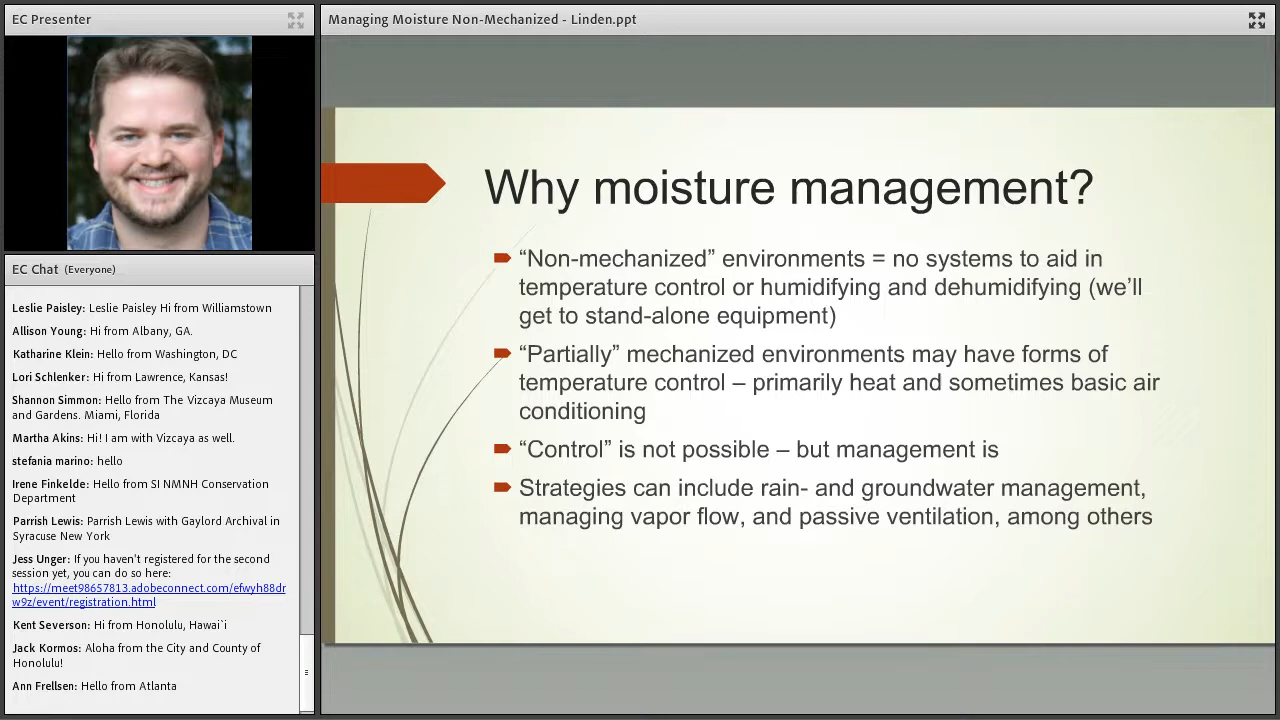 EC Presenter
Managing Moisture Non-Mechanized - Linden.ppt
EC Chat (Everyone)
Leslie Paisley: Leslie Paisley Hi from Williamstown
Allison Young: Hi from Albany, GA.
Katharine Klein: Hello from Washington, DC
Lori Schlenker: Hi from Lawrence, Kansas!
Shannon Simmon: Hello from The Vizcaya Museum
and Gardens. Miami, Florida
Martha Akins: Hi! I am with Vizcaya as well.
stefania marino: hello
Irene Finkelde: Hello from SI NMNH Conservation
Department
Parrish Lewis: Parrish Lewis with Gaylord Archival in
Syracuse New York
Jess Unger: If you haven't registered for the second
session yet, you can do so here:
https://meet98657813.adobeconnect.com/efwyh88dr
w9z/event/registration.html
Kent Severson: Hi from Honolulu, Hawai`i
Jack Kormos: Aloha from the City and County of
Honolulu!
Ann Frellsen: Hello from Atlanta
Why moisture management?
“Non-mechanized” environments = no systems to aid in
temperature control or humidifying and dehumidifying (we’ll
get to stand-alone equipment)
“Partially” mechanized environments may have forms of
temperature control – primarily heat and sometimes basic air
conditioning
“Control” is not possible – but management is
Strategies can include rain- and groundwater management,
managing vapor flow, and passive ventilation, among others